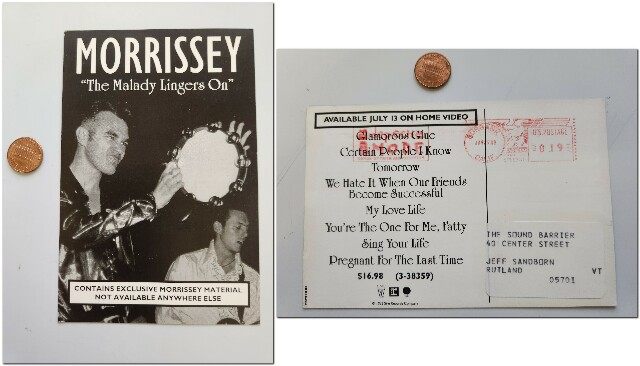 MORRISSEY
"The Malady Lingers On"
CONTAINS EXCLUSIVE MORRISSEY MATERIAL
NOT AVAILABLE ANYWHERE ELSE
AVAILABLE JULY 13 ON HOME VIDEO
Glamorous Glue
Certain People I Know
Tomorrow
We Hate It When Our Friends
Become Successful
My Love Life
You're The One For Me, Fatty
Sing Your Life
Pregnant For The Last Time
$16.98 (3-38359)
U.S. POSTAGE
0.19
THE SOUND BARRIER
40 CENTER STREET
JEFF SANDBORN
RUTLAND VT
05701